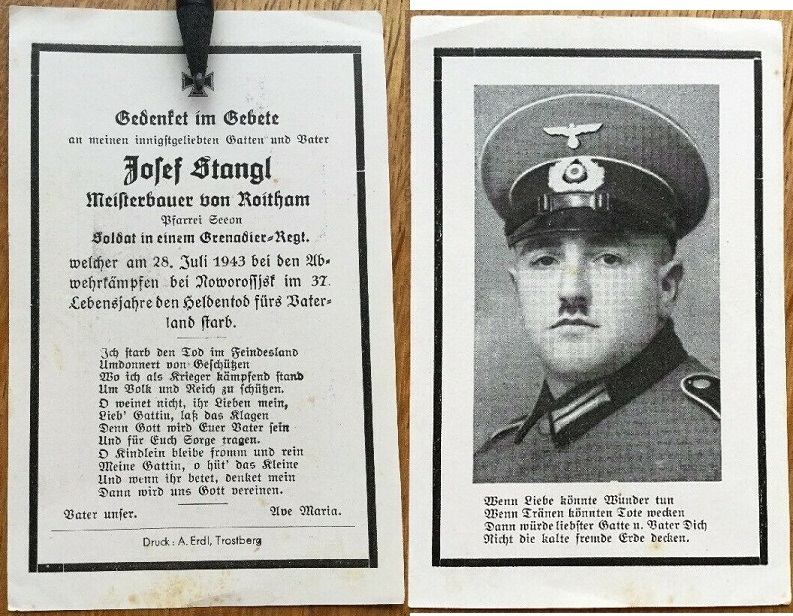 Gedenket im Gebete
an meinen innigstgeliebten Gatten und Vater
Josef Stangl
Meisterbauer von Roitham
Pfarrei Seeon
Soldat in einem Grenadier=Regt.
welcher am 28. Juli 1943 bei den Ab=
wehrkämpfen bei Noworossjsk im 37.
Lebensjahre den Heldentod fürs Vater=
land starb.
Ich starb den Tod im Feindesland
Umdonnert von Geschützen
Wo ich als Krieger kämpfend stand
Um Volk und Reich zu schützen.
O weinet nicht, ihr Lieben mein,
Lieb' Gattin, laß das Klagen
Denn Gott wird Euer Vater sein
Und für Euch Sorge tragen.
O Kindlein bleibe fromm und rein
Meine Gattin, o hüt' das Kleine
Und wenn ihr betet, denket mein
Dann wird uns Gott vereinen.
Vater unser. Ave Maria.
Druck: A. Erdl, Trostberg
Wenn Liebe könnte Wunder tun
Wenn Tränen könnten Tote wecken
Dann würde liebster Gatte u. Vater Dich
Nicht die kalte fremde Erde decken.